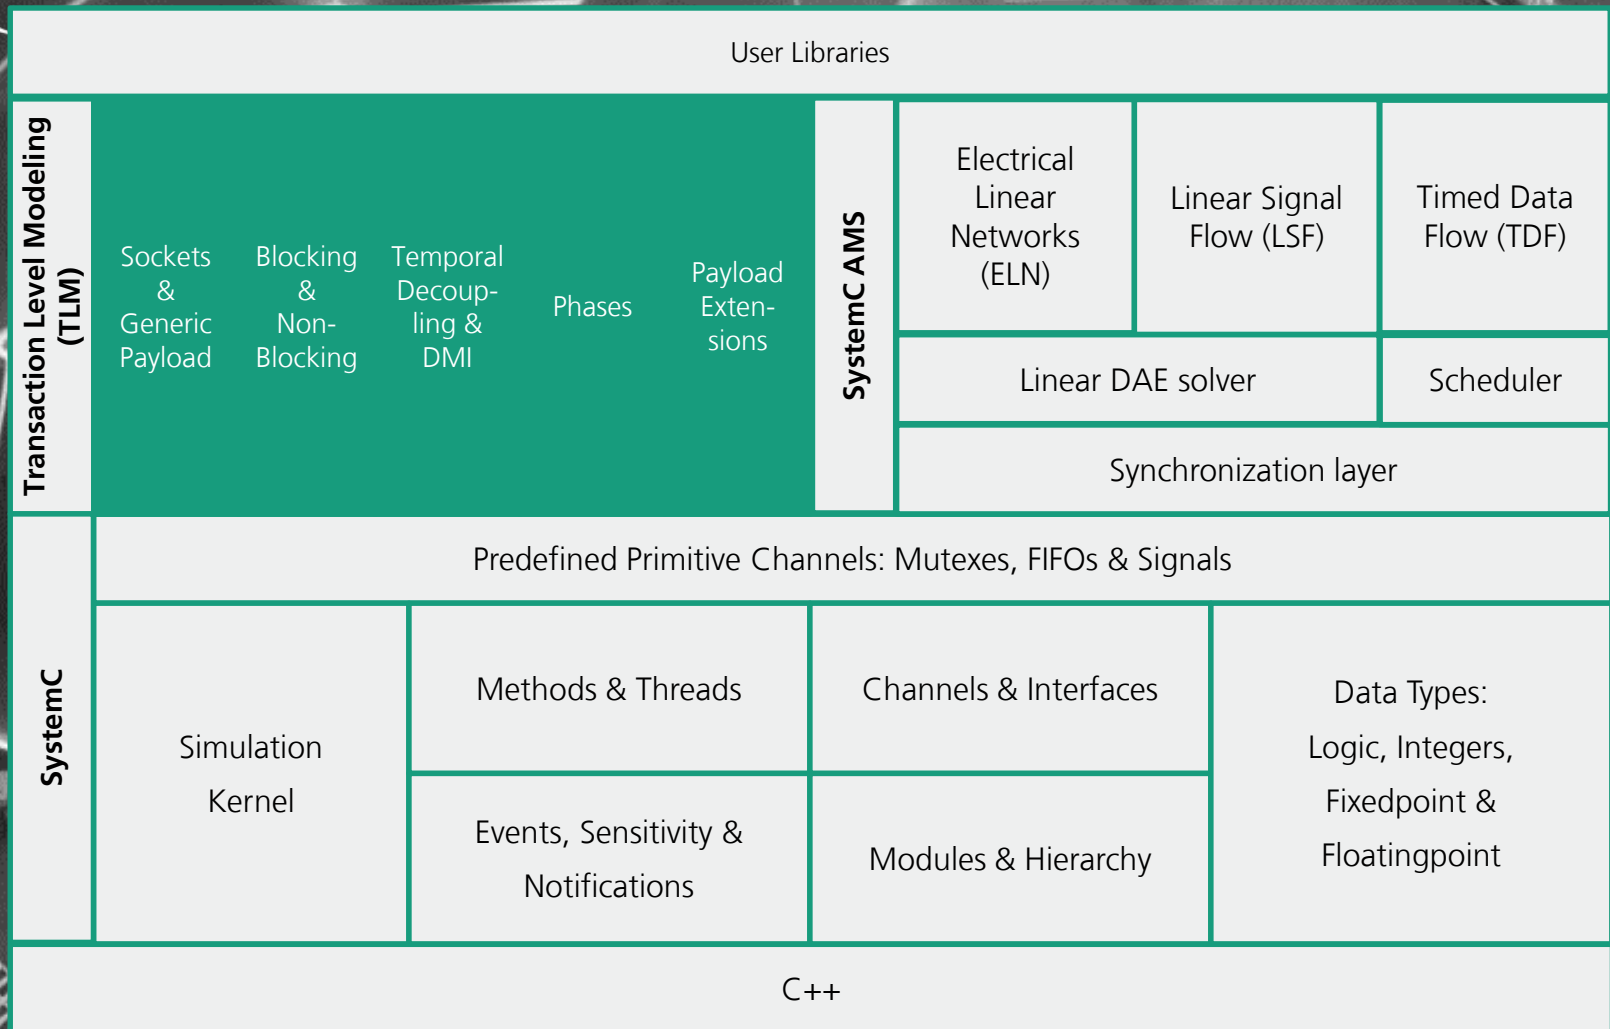 User Libraries
Transaction Level Modeling
(TLM)
Sockets
&
Generic
Payload
Blocking
&
Non-
Blocking
Temporal
Decoup-
ling &
DMI
Phases
Payload
Exten-
sions
SystemC AMS
Electrical
Linear
Networks
(ELN)
Linear Signal
Flow (LSF)
Timed Data
Flow (TDF)
Linear DAE solver
Scheduler
Synchronization layer
SystemC
Predefined Primitive Channels: Mutexes, FIFOs & Signals
Simulation
Kernel
Methods & Threads
Channels & Interfaces
Events, Sensitivity &
Notifications
Modules & Hierarchy
Data Types:
Logic, Integers,
Fixedpoint &
Floatingpoint
C++